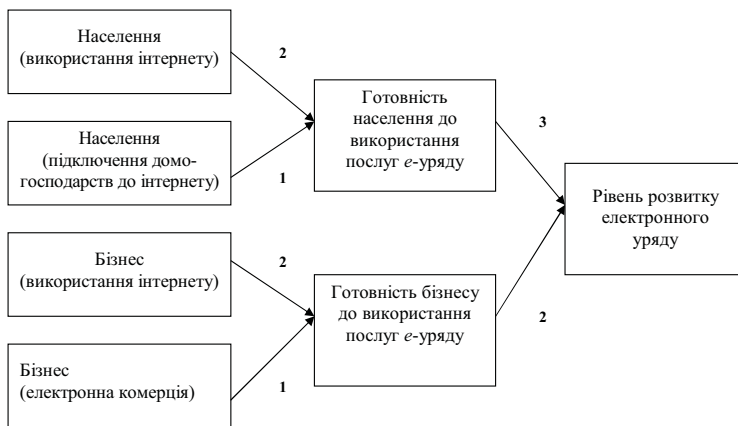 Населення
(використання інтернету)
2
Населення
(підключення домо-
господарств до інтернету)
1
Готовність
населення до
використання
послуг е-уряду
3
Бізнес
(використання інтернету)
2
Бізнес
(електронна комерція)
1
Готовність бізнесу
до використання
послуг е-уряду
2
Рівень розвитку
електронного
уряду